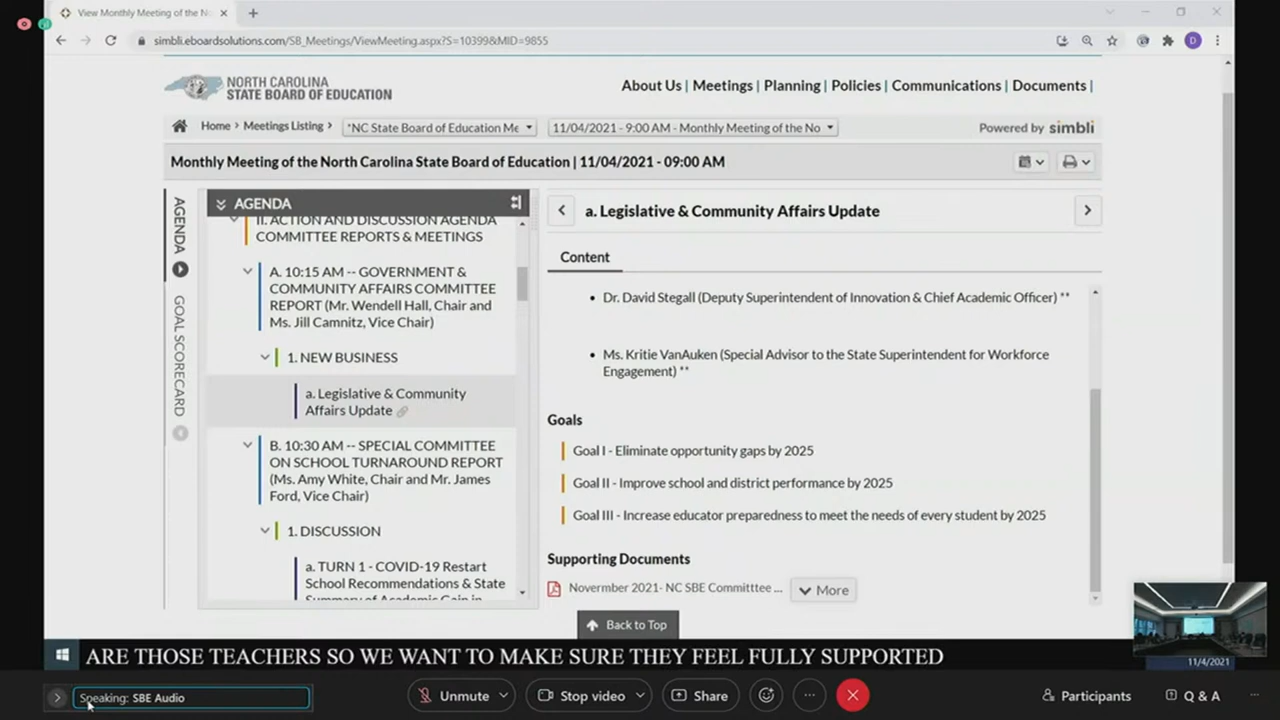 View Monthly Meeting of the No
simbli.eboardsolutions.com/SB_Meetings/ViewMeeting.aspx?S=10399&MID=9855
D
NORTH CAROLINA
STATE BOARD OF EDUCATION
About Us | Meetings | Planning | Policies | Communications | Documents |
Home > Meetings Listing >
*NC State Board of Education Me
11/04/2021 - 9:00 AM - Monthly Meeting of the No
Powered by simbli
Monthly Meeting of the North Carolina State Board of Education | 11/04/2021 - 09:00 AM
AGENDA
GOAL SCORECARD
AGENDA
II. ACTION AND DISCUSSION AGENDA
COMMITTEE REPORTS & MEETINGS
A. 10:15 AM -- GOVERNMENT &
COMMUNITY AFFAIRS COMMITTEE
REPORT (Mr. Wendell Hall, Chair and
Ms. Jill Camnitz, Vice Chair)
1. NEW BUSINESS
a. Legislative & Community
Affairs Update
B. 10:30 AM -- SPECIAL COMMITTEE
ON SCHOOL TURNAROUND REPORT
(Ms. Amy White, Chair and Mr. James
Ford, Vice Chair)
1. DISCUSSION
a. TURN 1 - COVID-19 Restart
School Recommendations & State
Summary of Academic Gain in
a. Legislative & Community Affairs Update
Content
• Dr. David Stegall (Deputy Superintendent of Innovation & Chief Academic Officer) **
• Ms. Kritie VanAuken (Special Advisor to the State Superintendent for Workforce
Engagement) **
Goals
Goal I - Eliminate opportunity gaps by 2025
Goal II - Improve school and district performance by 2025
Goal III - Increase educator preparedness to meet the needs of every student by 2025
Supporting Documents
Novermber 2021- NC SBE Committtee ...
More
Back to Top
ARE THOSE TEACHERS SO WE WANT TO MAKE SURE THEY FEEL FULLY SUPPORTED
11/4/2021
Speaking: SBE Audio
Unmute
Stop video
Share
Participants
Q & A